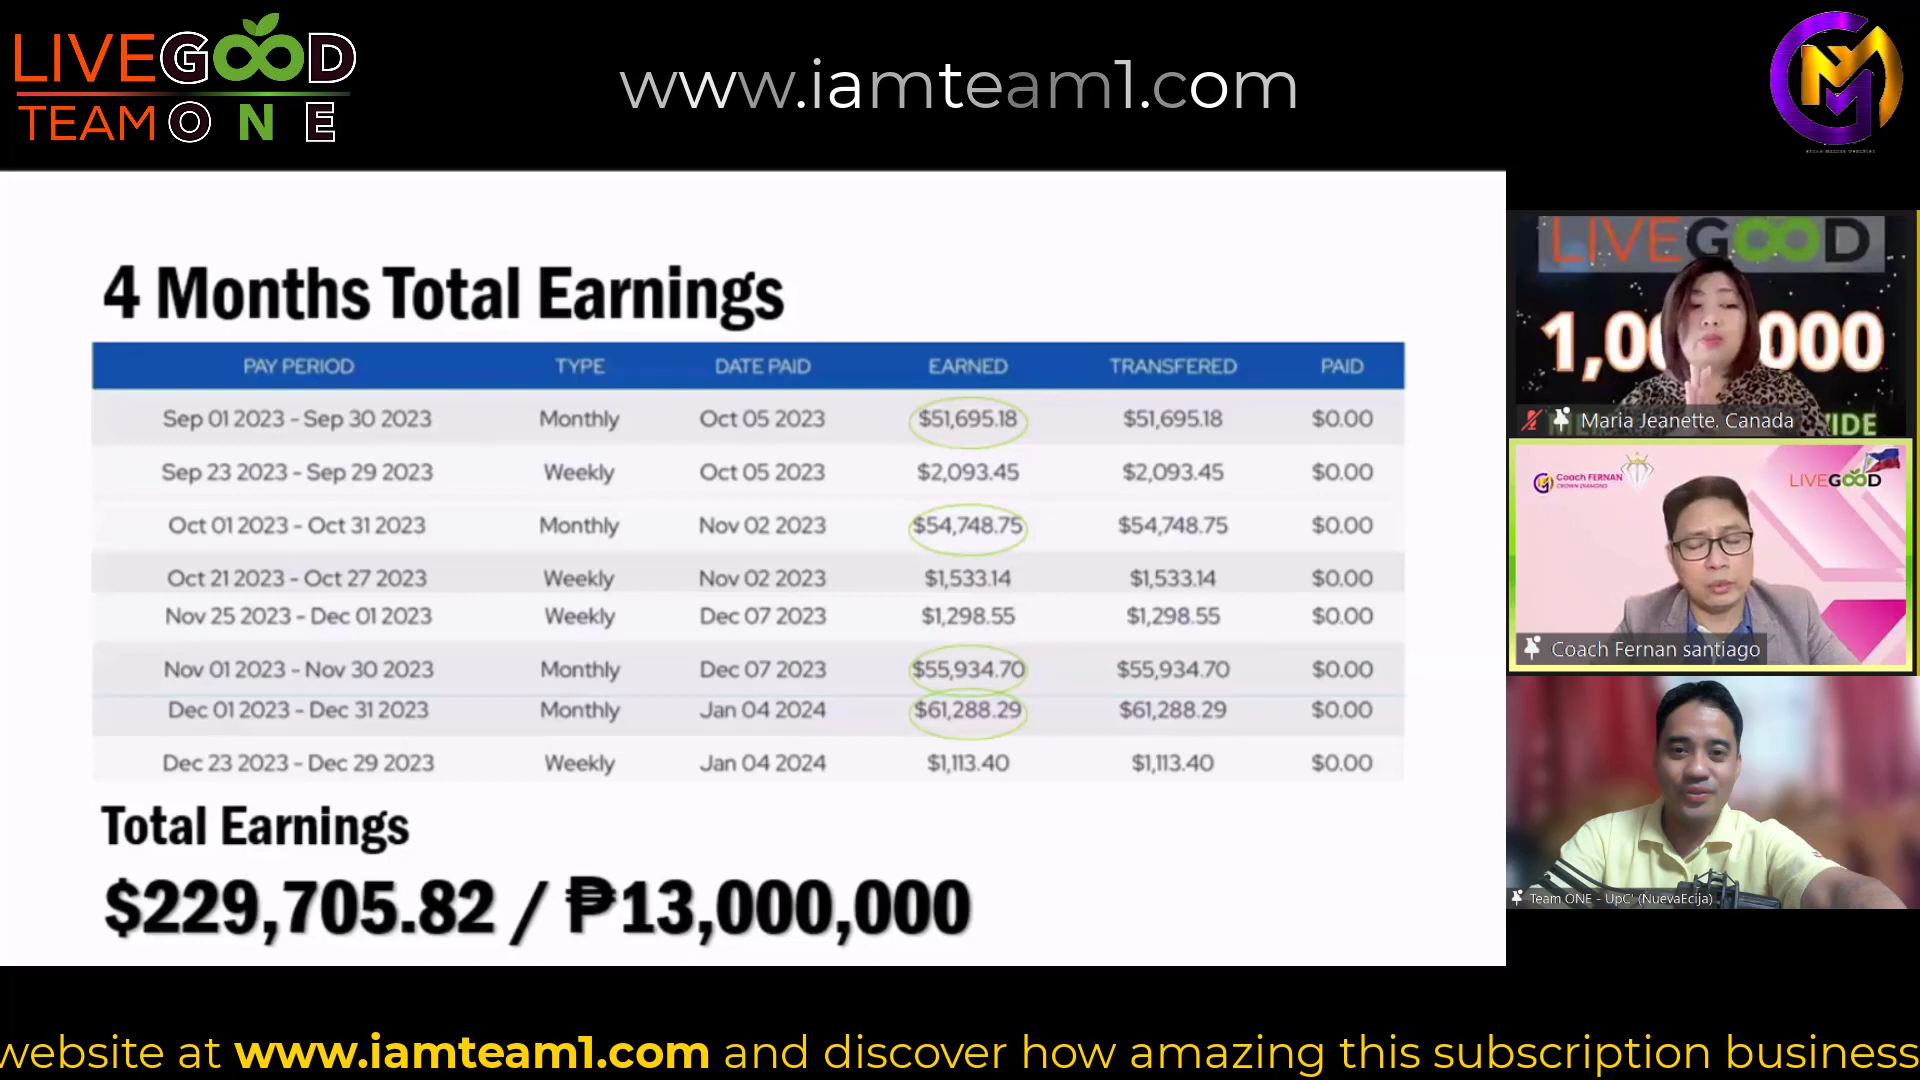 LIVEGOOD
TEAM ONE
www.iamteam1.com
GM
4 Months Total Earnings
PAY PERIOD TYPE DATE PAID EARNED TRANSFERED PAID
Sep 01 2023 - Sep 30 2023 Monthly Oct 05 2023 $51,695.18 $51,695.18 $0.00
Sep 23 2023 - Sep 29 2023 Weekly Oct 05 2023 $2,093.45 $2,093.45 $0.00
Oct 01 2023 - Oct 31 2023 Monthly Nov 02 2023 $54,748.75 $54,748.75 $0.00
Oct 21 2023 - Oct 27 2023 Weekly Nov 02 2023 $1,533.14 $1,533.14 $0.00
Nov 25 2023 - Dec 01 2023 Weekly Dec 07 2023 $1,298.55 $1,298.55 $0.00
Nov 01 2023 - Nov 30 2023 Monthly Dec 07 2023 $55,934.70 $55,934.70 $0.00
Dec 01 2023 - Dec 31 2023 Monthly Jan 04 2024 $61,288.29 $61,288.29 $0.00
Dec 23 2023 - Dec 29 2023 Weekly Jan 04 2024 $1,113.40 $1,113.40 $0.00
Total Earnings
$229,705.82 / ₱13,000,000
LIVEGOOD
Maria Jeanette. Canada
Coach FERNAN
CROWN DIAMOND
LIVEGOOD
Coach Fernan santiago
Team ONE - UpC' (NuevaEcija)
website at www.iamteam1.com and discover how amazing this subscription business